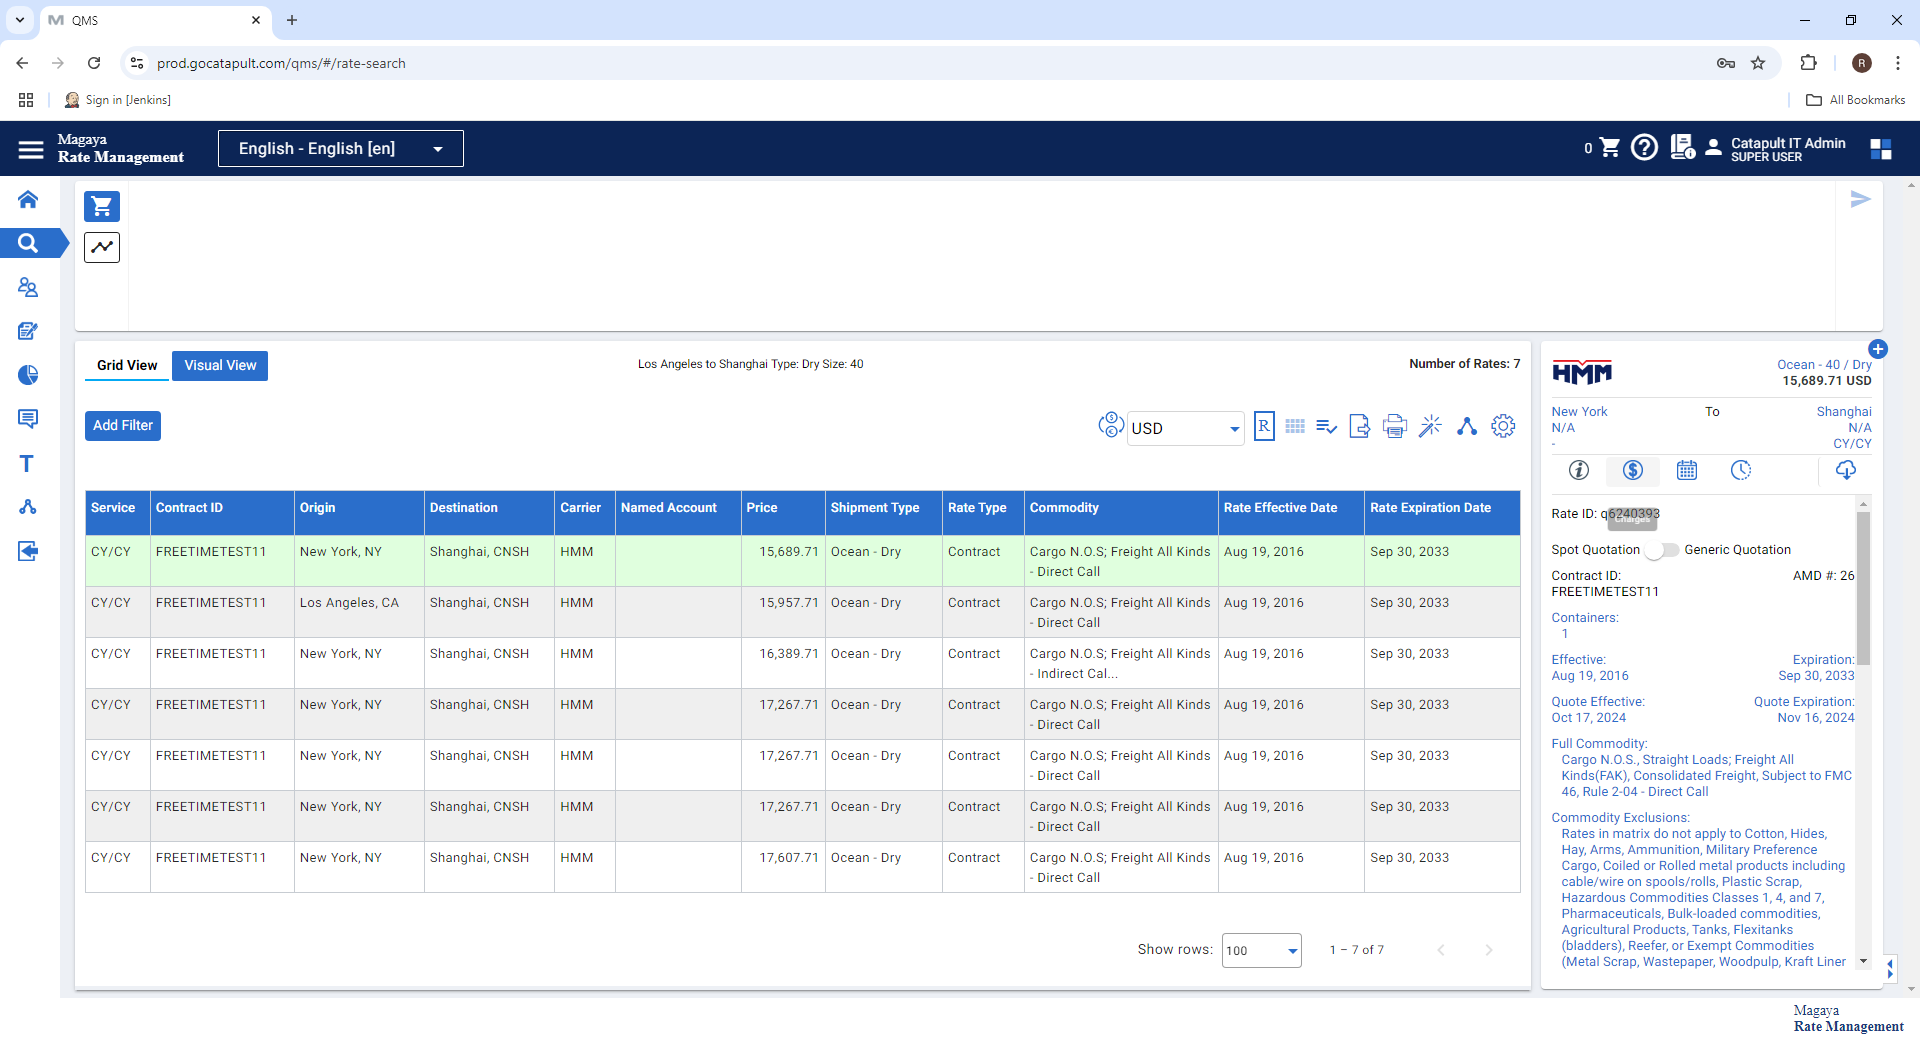 QMS
prod.gocatapult.com/qms/#/rate-search
R
Sign in [Jenkins]
All Bookmarks
Magaya
Rate Management
English - English [en]
0
Catapult IT Admin
SUPER USER
Grid View
Visual View
Los Angeles to Shanghai Type: Dry Size: 40
Number of Rates: 7
Add Filter
USD
R
Service Contract ID Origin Destination Carrier Named Account Price Shipment Type Rate Type Commodity Rate Effective Date Rate Expiration Date
CY/CY FREETIMETEST11 New York, NY Shanghai, CNSH HMM 15,689.71 Ocean - Dry Contract Cargo N.O.S; Freight All Kinds Aug 19, 2016 Sep 30, 2033
- Direct Call
CY/CY FREETIMETEST11 Los Angeles, CA Shanghai, CNSH HMM 15,957.71 Ocean - Dry Contract Cargo N.O.S; Freight All Kinds Aug 19, 2016 Sep 30, 2033
- Direct Call
CY/CY FREETIMETEST11 New York, NY Shanghai, CNSH HMM 16,389.71 Ocean - Dry Contract Cargo N.O.S; Freight All Kinds Aug 19, 2016 Sep 30, 2033
- Indirect Cal...
CY/CY FREETIMETEST11 New York, NY Shanghai, CNSH HMM 17,267.71 Ocean - Dry Contract Cargo N.O.S; Freight All Kinds Aug 19, 2016 Sep 30, 2033
- Direct Call
CY/CY FREETIMETEST11 New York, NY Shanghai, CNSH HMM 17,267.71 Ocean - Dry Contract Cargo N.O.S; Freight All Kinds Aug 19, 2016 Sep 30, 2033
- Direct Call
CY/CY FREETIMETEST11 New York, NY Shanghai, CNSH HMM 17,267.71 Ocean - Dry Contract Cargo N.O.S; Freight All Kinds Aug 19, 2016 Sep 30, 2033
- Direct Call
CY/CY FREETIMETEST11 New York, NY Shanghai, CNSH HMM 17,607.71 Ocean - Dry Contract Cargo N.O.S; Freight All Kinds Aug 19, 2016 Sep 30, 2033
- Direct Call
Show rows: 100 1 – 7 of 7
HMM
Ocean - 40 / Dry
15,689.71 USD
New York To Shanghai
N/A N/A
- CY/CY
Rate ID: q6240393
Charges
Spot Quotation Generic Quotation
Contract ID: AMD #: 26
FREETIMETEST11
Containers:
1
Effective: Expiration:
Aug 19, 2016 Sep 30, 2033
Quote Effective: Quote Expiration:
Oct 17, 2024 Nov 16, 2024
Full Commodity:
Cargo N.O.S., Straight Loads; Freight All
Kinds(FAK), Consolidated Freight, Subject to FMC
46, Rule 2-04 - Direct Call
Commodity Exclusions:
Rates in matrix do not apply to Cotton, Hides,
Hay, Arms, Ammunition, Military Preference
Cargo, Coiled or Rolled metal products including
cable/wire on spools/rolls, Plastic Scrap,
Hazardous Commodities Classes 1, 4, and 7,
Pharmaceuticals, Bulk-loaded commodities,
Agricultural Products, Tanks, Flexitanks
(bladders), Reefer, or Exempt Commodities
(Metal Scrap, Wastepaper, Woodpulp, Kraft Liner
Magaya
Rate Management